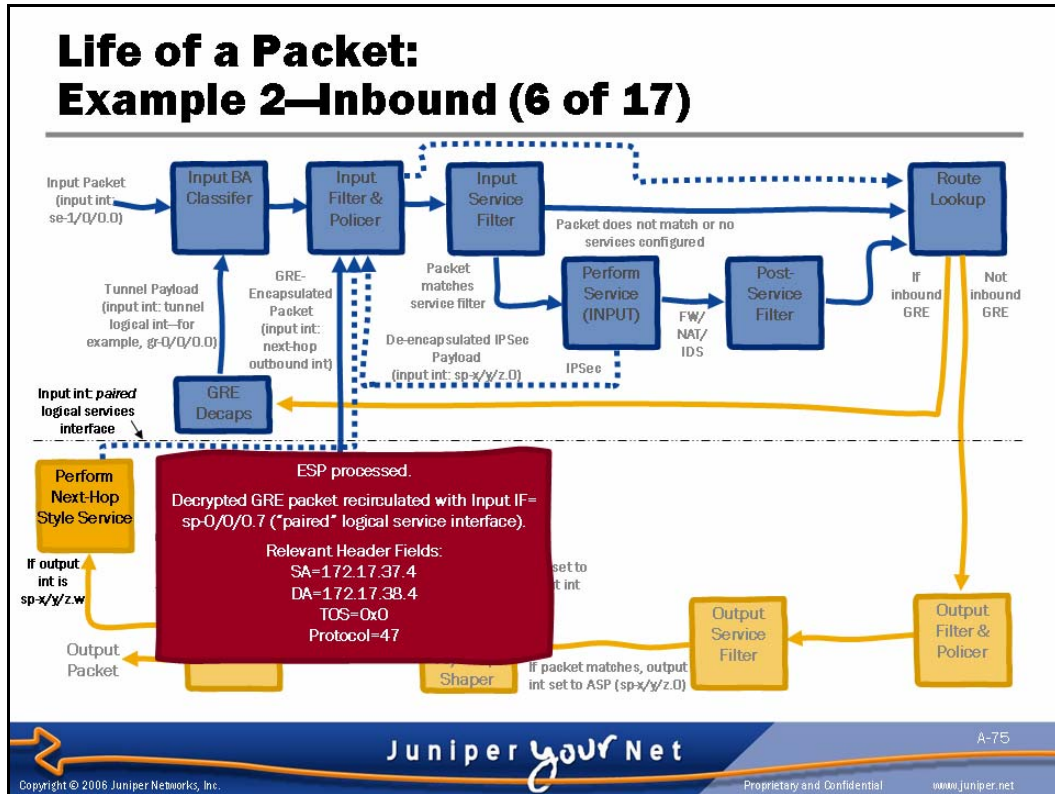 Life of a Packet:
Example 2—Inbound (6 of 17)
Input Packet
(input int:
se-1/0/0.0)
Input BA
Classifer
Input
Filter &
Policer
Input
Service
Filter
Route
Lookup
Packet does not match or no
services configured
Tunnel Payload
(input int: tunnel
logical int—for
example, gr-0/0/0.0)
GRE-
Encapsulated
Packet
(input int:
next-hop
outbound int)
Packet
matches
service filter
Perform
Service
(INPUT)
FW/
NAT/
IDS
Post-
Service
Filter
If
inbound
GRE
Not
inbound
GRE
De-encapsulated IPSec
Payload
(input int: sp-x/y/z.0)
IPSec
Input int: paired
logical services
interface
GRE
Decaps
Perform
Next-Hop
Style Service
ESP processed.
Decrypted GRE packet recirculated with Input IF=
sp-0/0/0.7 ("paired" logical service interface).
Relevant Header Fields:
SA=172.17.37.4
DA=172.17.38.4
TOS=0x0
Protocol=47
If output
int is
sp-x/y/z.w
set to
int
Output
Packet
Shaper
If packet matches, output
int set to ASP (sp-x/y/z.0)
Output
Service
Filter
Output
Filter &
Policer
Juniper your Net
A-75
Copyright © 2006 Juniper Networks, Inc.
Proprietary and Confidential
www.juniper.net